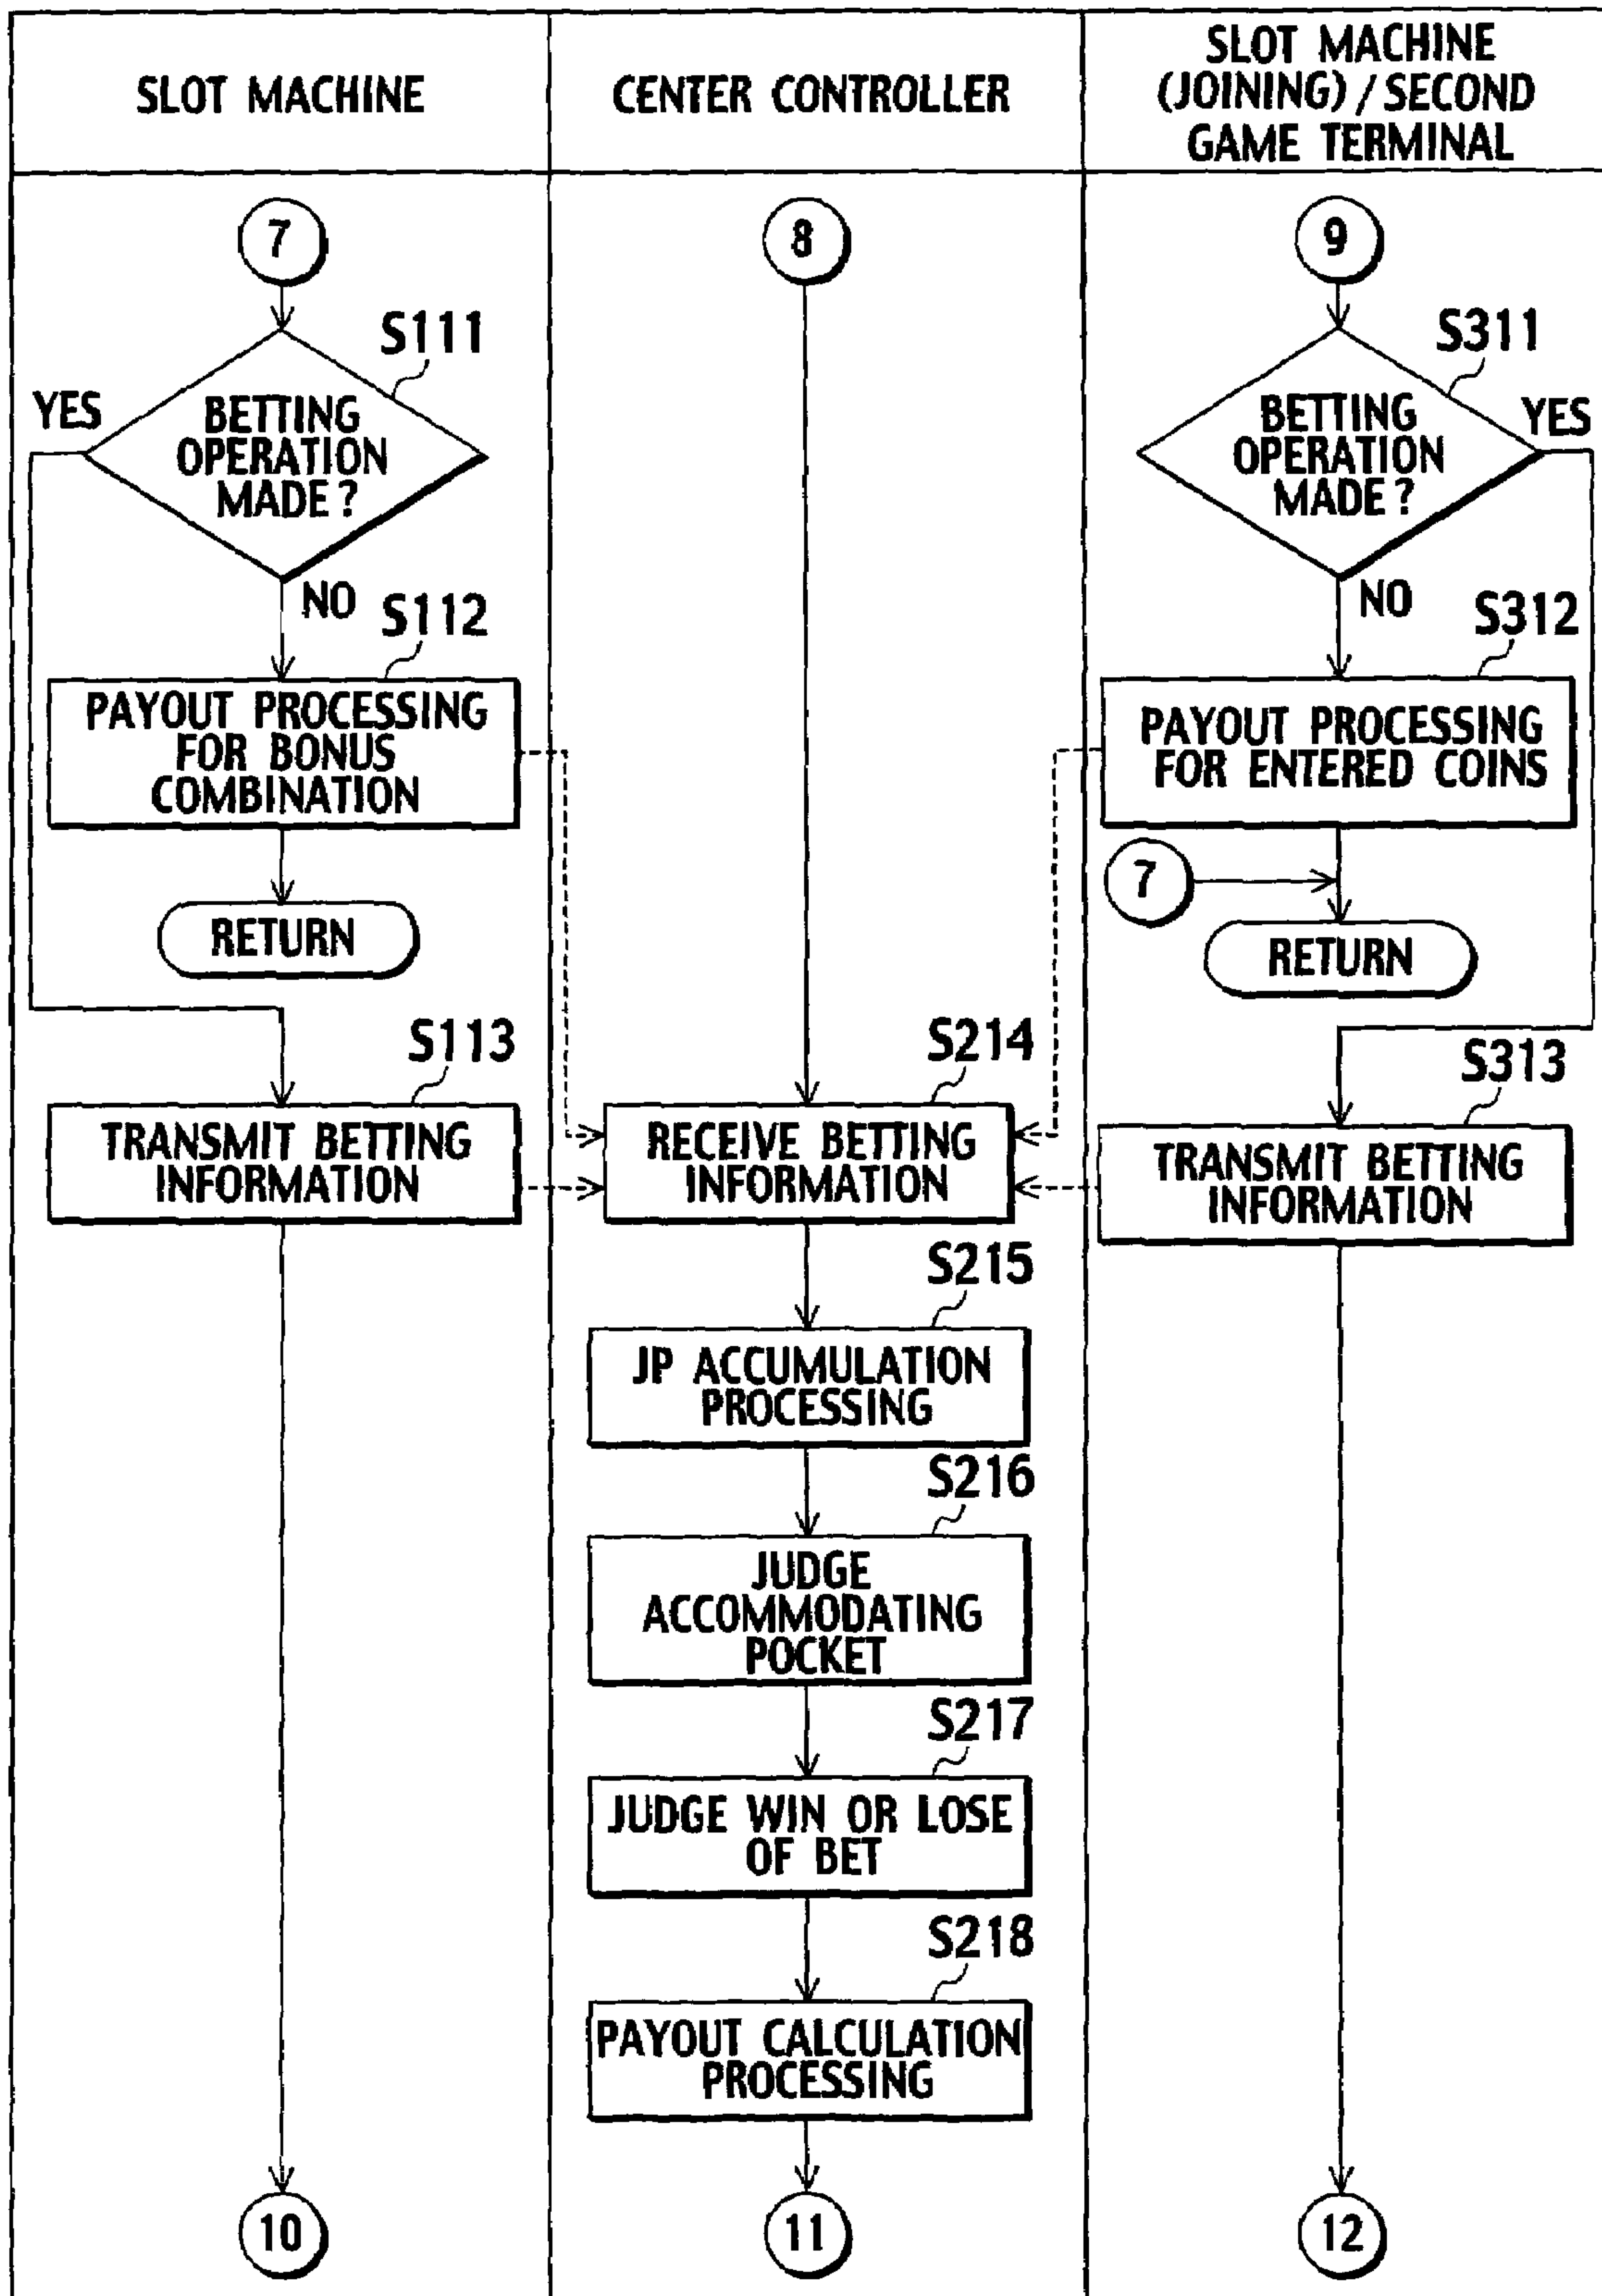 SLOT MACHINE
CENTER CONTROLLER
SLOT MACHINE
(JOINING) / SECOND
GAME TERMINAL
7
S111
YES
BETTING
OPERATION
MADE?
NO
S112
PAYOUT PROCESSING
FOR BONUS
COMBINATION
RETURN
S113
TRANSMIT BETTING
INFORMATION
10
8
S214
RECEIVE BETTING
INFORMATION
S215
JP ACCUMULATION
PROCESSING
S216
JUDGE
ACCOMMODATING
POCKET
S217
JUDGE WIN OR LOSE
OF BET
S218
PAYOUT CALCULATION
PROCESSING
11
9
S311
BETTING
OPERATION
MADE?
YES
NO
S312
PAYOUT PROCESSING
FOR ENTERED COINS
7
RETURN
S313
TRANSMIT BETTING
INFORMATION
12